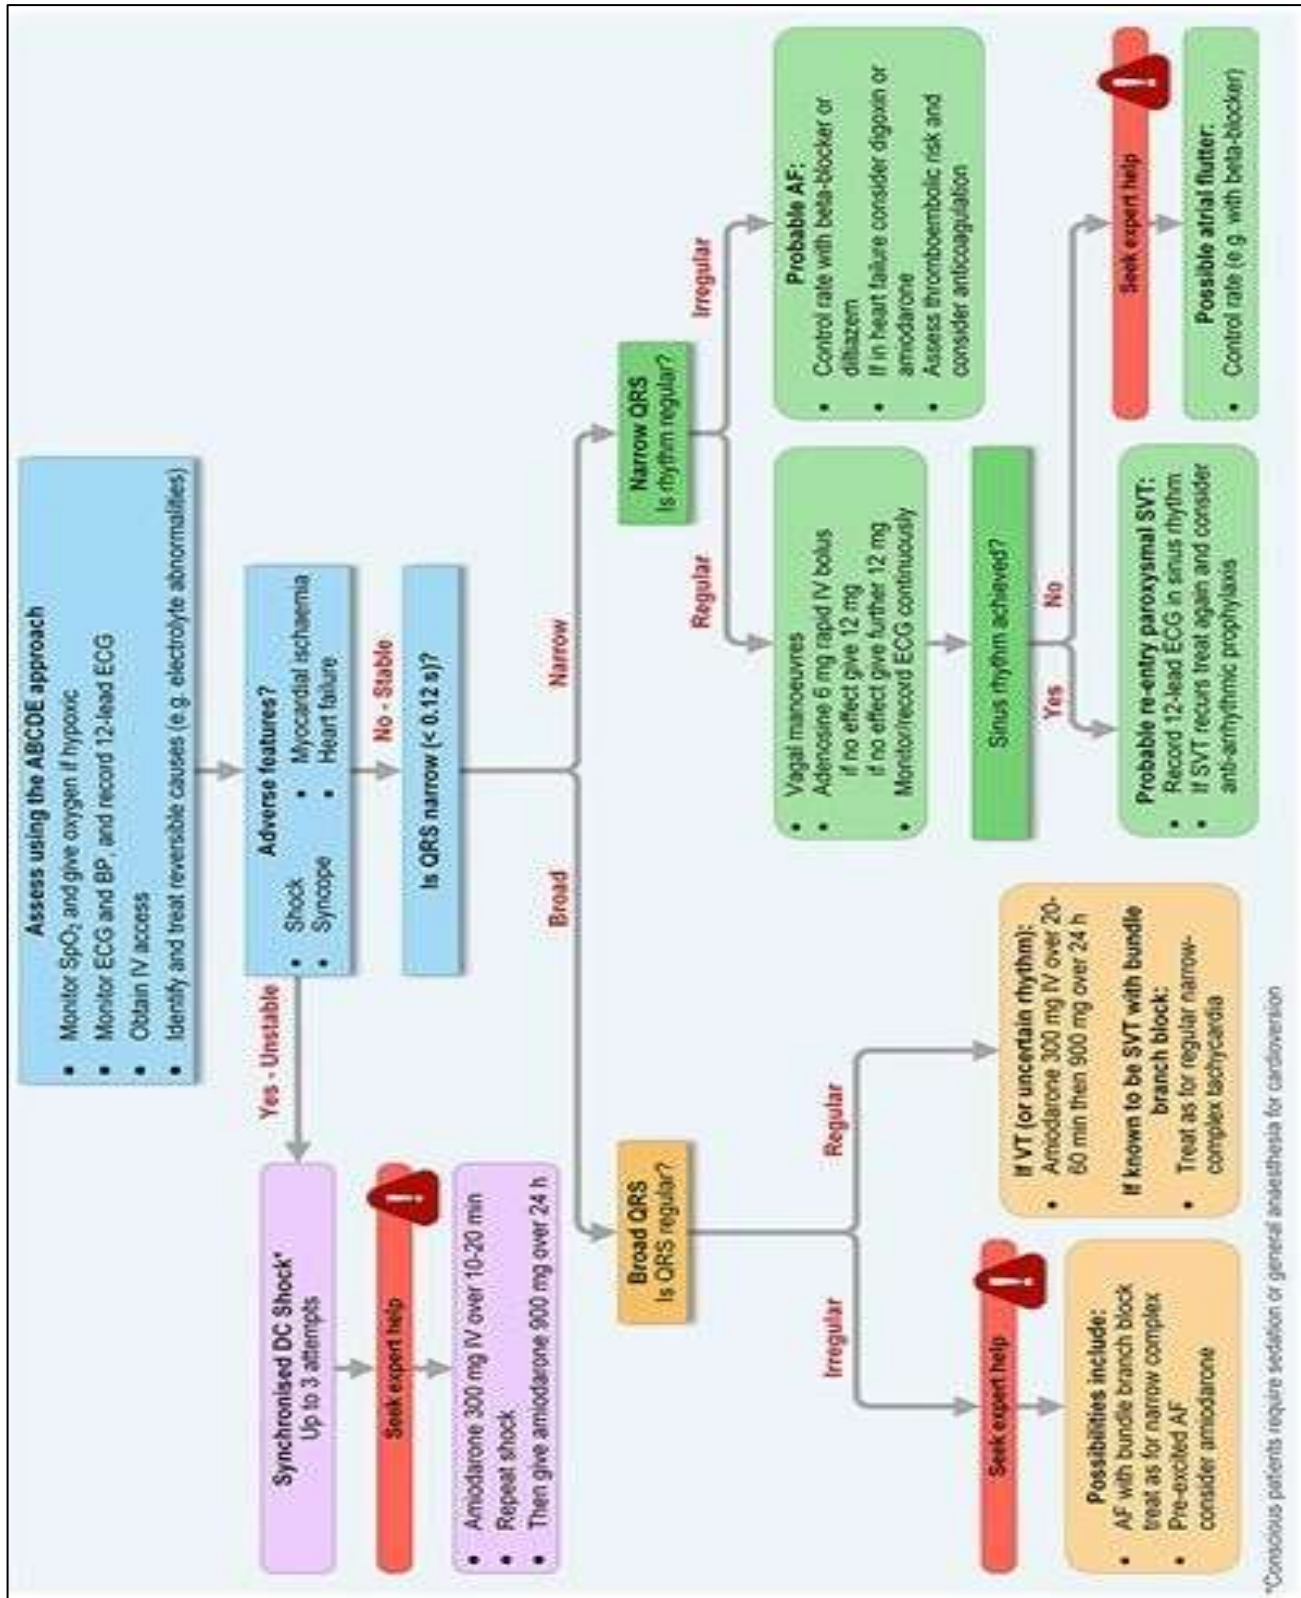 Assess using the ABCDE approach
• Monitor SpO₂ and give oxygen if hypoxic
• Monitor ECG and BP, and record 12-lead ECG
• Obtain IV access
• Identify and treat reversible causes (e.g. electrolyte abnormalities)
Adverse features?
• Shock
• Syncope
• Myocardial ischaemia
• Heart failure
Yes - Unstable
Synchronised DC Shock*
Up to 3 attempts
Seek expert help
!
• Amiodarone 300 mg IV over 10-20 min
• Repeat shock
• Then give amiodarone 900 mg over 24 h
No - Stable
Is QRS narrow (< 0.12 s)?
Broad
Narrow
Broad QRS
Is QRS regular?
Irregular
Regular
Seek expert help
!
Possibilities include:
• AF with bundle branch block
treat as for narrow complex
• Pre-excited AF
consider amiodarone
If VT (or uncertain rhythm):
• Amiodarone 300 mg IV over 20-
60 min then 900 mg over 24 h
If known to be SVT with bundle
branch block:
• Treat as for regular narrow-
complex tachycardia
Narrow QRS
Is rhythm regular?
Regular
Irregular
• Vagal manoeuvres
• Adenosine 6 mg rapid IV bolus
if no effect give 12 mg
if no effect give further 12 mg
• Monitor/record ECG continuously
Probable AF:
• Control rate with beta-blocker or
diltiazem
• If in heart failure consider digoxin or
amiodarone
• Assess thromboembolic risk and
consider anticoagulation
Sinus rhythm achieved?
Yes
No
Probable re-entry paroxysmal SVT:
• Record 12-lead ECG in sinus rhythm
• If SVT recurs treat again and consider
anti-arrhythmic prophylaxis
Seek expert help
!
Possible atrial flutter:
• Control rate (e.g. with beta-blocker)
*Conscious patients require sedation or general anaesthesia for cardioversion